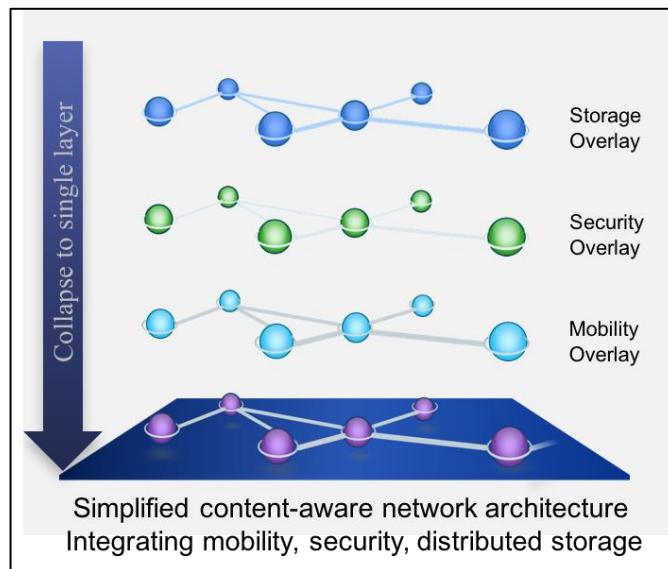 Collapse to single layer
Storage
Overlay
Security
Overlay
Mobility
Overlay
Simplified content-aware network architecture
Integrating mobility, security, distributed storage